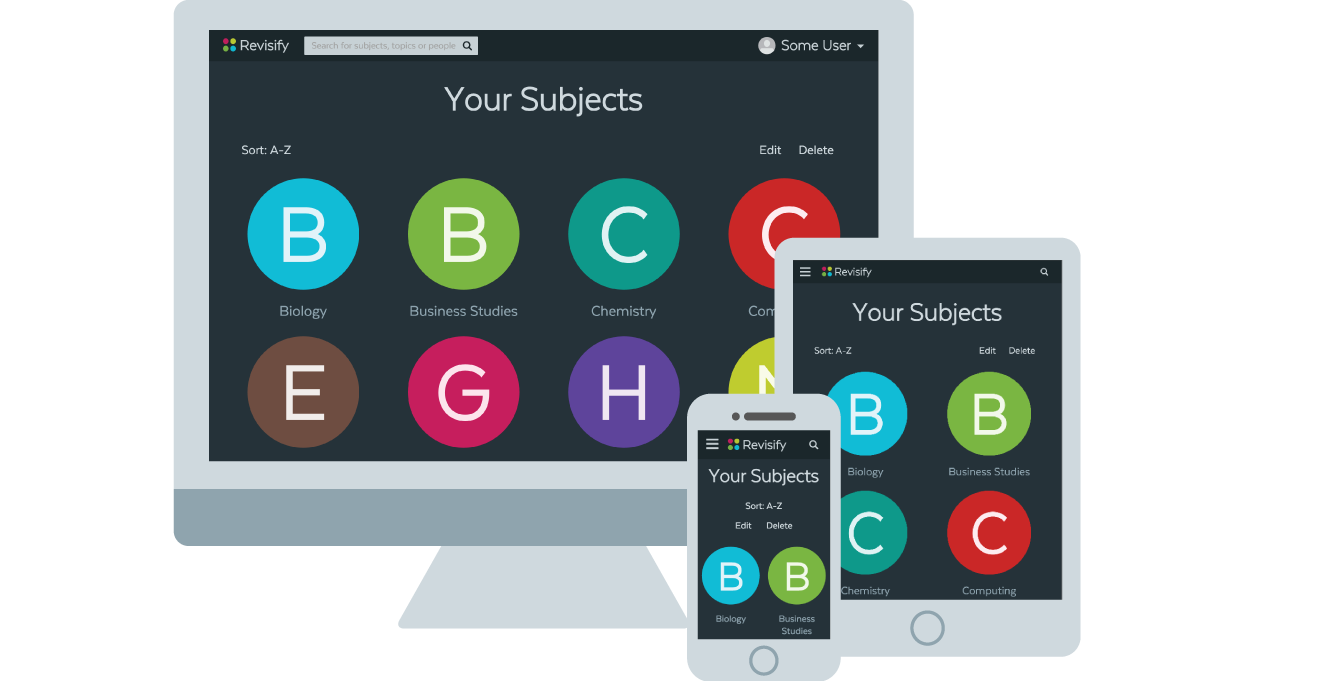 Revisify
Search for subjects, topics or people
Some User
Your Subjects
Sort: A-Z
Edit Delete
B B C C
Biology Business Studies Chemistry Com
E G H
Revisify
Your Subjects
Sort: A-Z
Edit Delete
B B
Biology Business Studies
C C
Chemistry Computing
Revisify
Your Subjects
Sort: A-Z
Edit Delete
B B
Biology Business
Studies